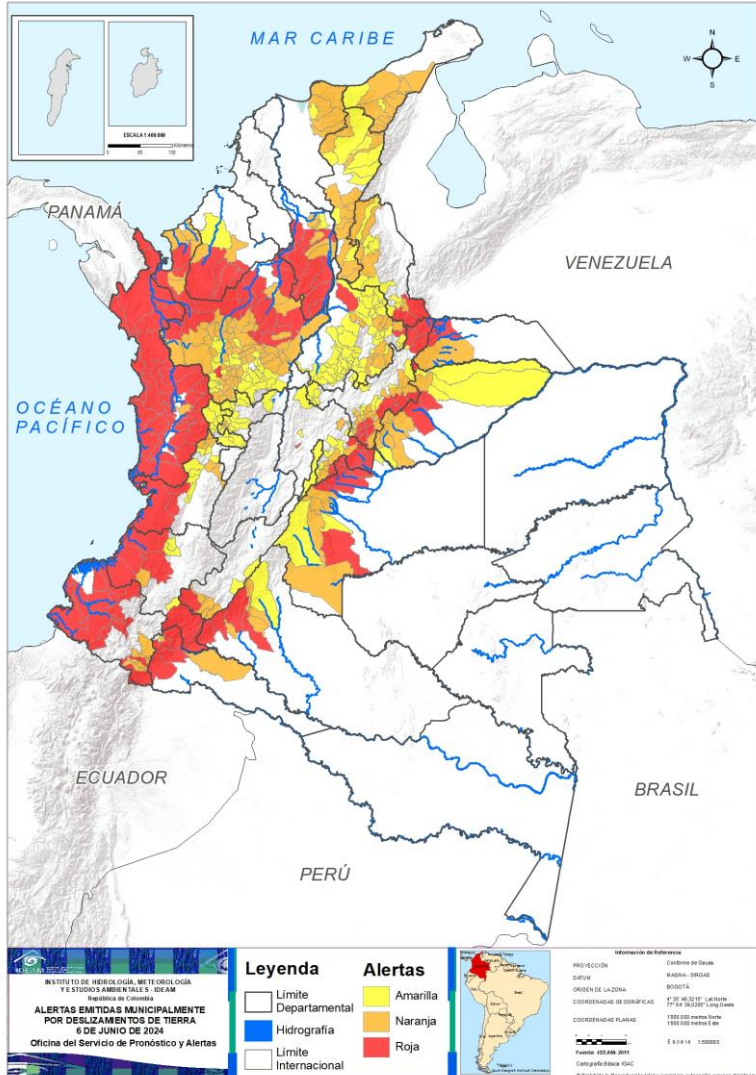 MAR CARIBE
N
W
E
S
ESCALA 1:400.000
PANAMÁ
VENEZUELA
OCÉANO
PACÍFICO
ECUADOR
BRASIL
PERÚ
IDEAM
INSTITUTO DE HIDROLOGÍA, METEOROLOGÍA
Y ESTUDIOS AMBIENTALES - IDEAM
República de Colombia
ALERTAS EMITIDAS MUNICIPALMENTE
POR DESLIZAMIENTOS DE TIERRA
6 DE JUNIO DE 2024
Oficina del Servicio de Pronóstico y Alertas
Leyenda
Límite
Departamental
Hidrografía
Límite
Internacional
Alertas
Amarilla
Naranja
Roja
Información de Referencia
PROYECCIÓN
Conforme de Gauss
DATUM
MAGNA - SIRGAS
ORIGEN DE LA ZONA
BOGOTÁ
COORDENADAS GEOGRÁFICAS
COORDENADAS PLANAS
1'000.000 metros Norte
1'000.000 metros Este
Escala 1:500000
Fuente: IDEAM- 2011
Cartografía Básica IGAC